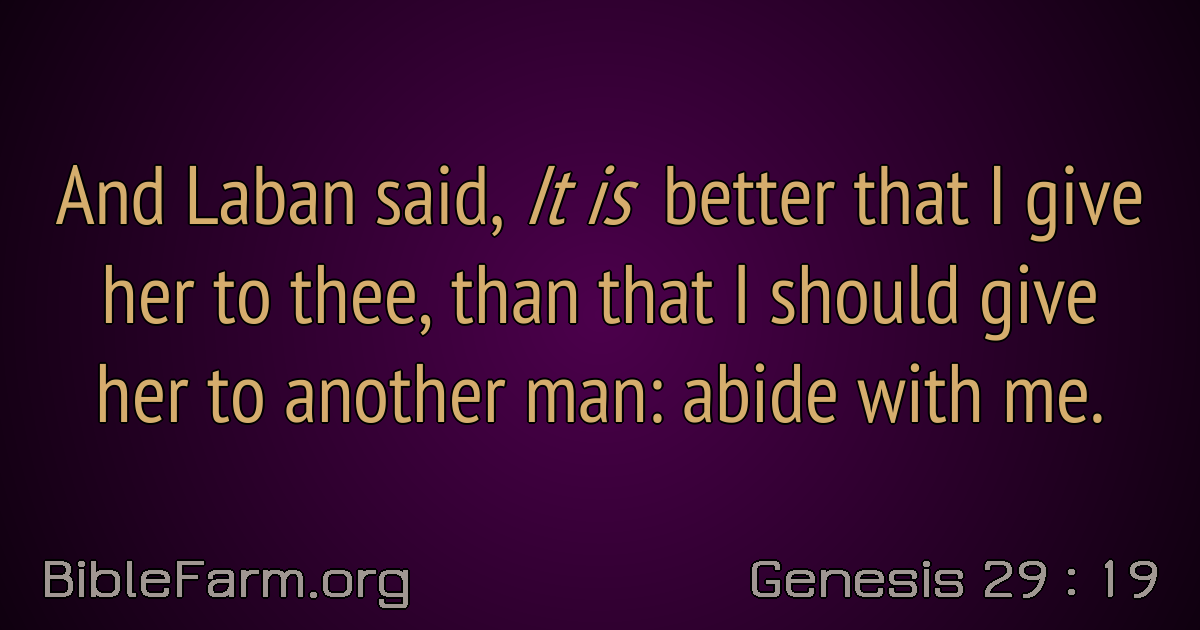 And Laban said, It is better that I give
her to thee, than that I should give
her to another man: abide with me.
BibleFarm.org
Genesis 29 : 19